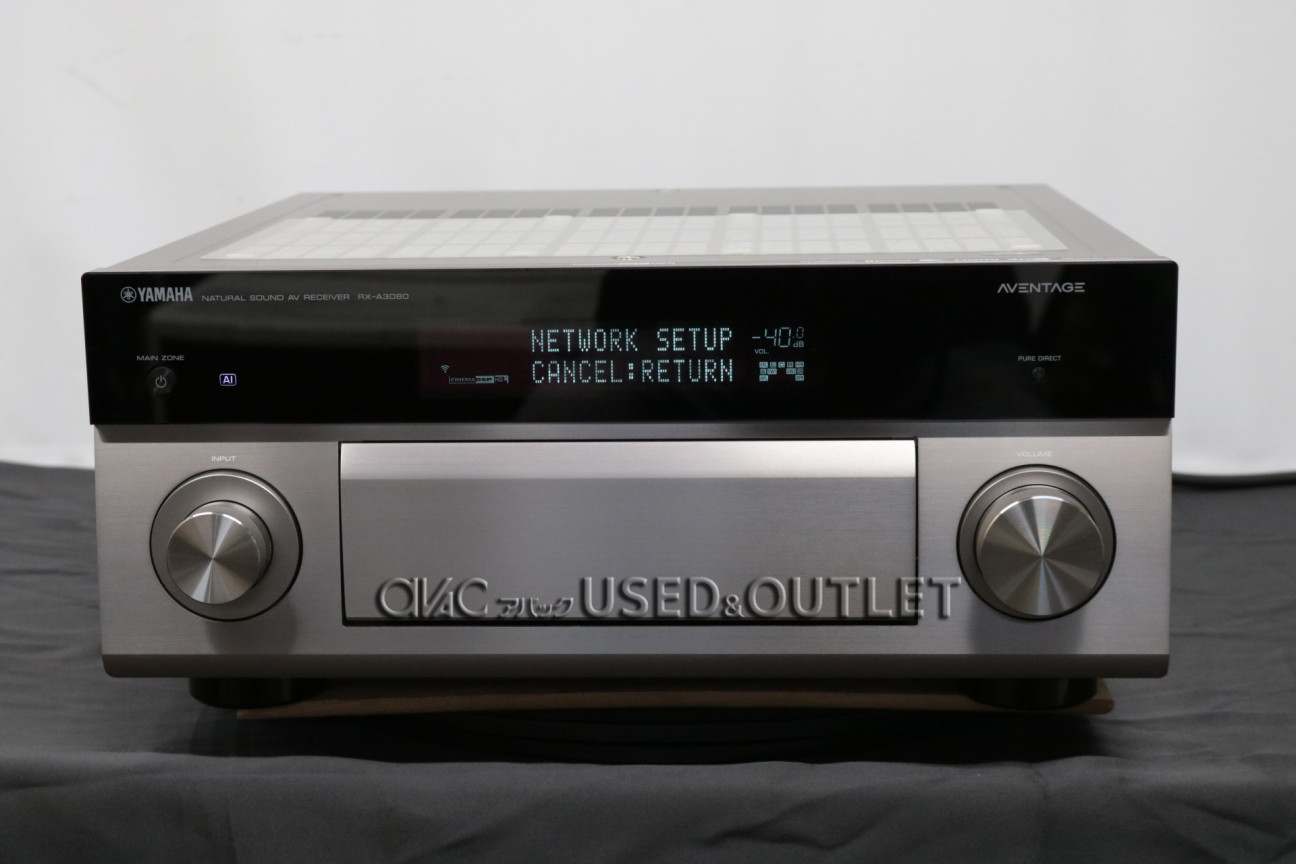 YAMAHA NATURAL SOUND AV RECEIVER RX-A3080
AVENTAGE
MAIN ZONE
AI
NETWORK SETUP
CANCEL:RETURN
-40.0 dB
VOL.
PURE DIRECT
INPUT
VOLUME
AVAC アバック USED&OUTLET